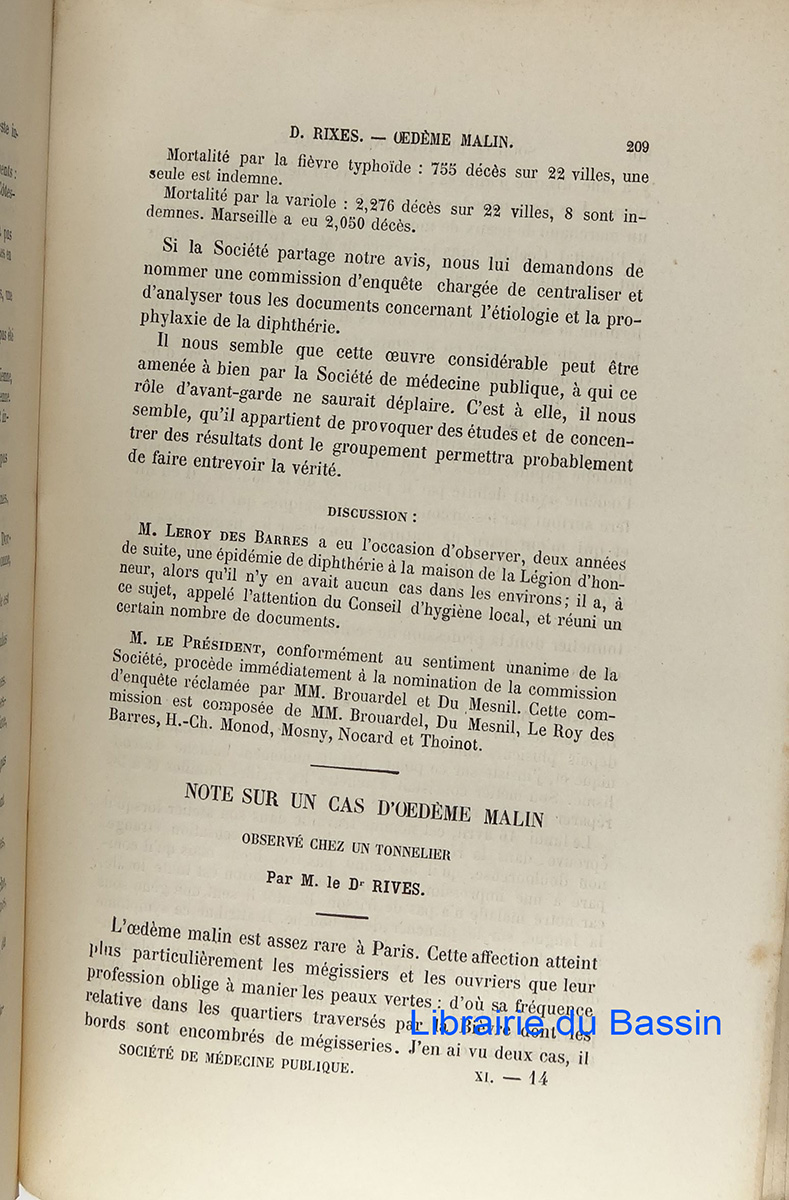 D. RIXES. — ŒDÈME MALIN. 209
Mortalité par la fièvre typhoïde : 755 décès sur 22 villes, une
seule est indemne.
Mortalité par la variole : 2,276 décès sur 22 villes, 8 sont in-
demnes. Marseille a eu 2,050 décès.
Si la Société partage notre avis, nous lui demandons de
nommer une commission d'enquête chargée de centraliser et
d'analyser tous les documents concernant l'étiologie et la pro-
phylaxie de la diphthérie.
Il nous semble que cette œuvre considérable peut être
amenée à bien par la Société de médecine publique, à qui ce
rôle d'avant-garde ne saurait déplaire. C'est à elle, il nous
semble, qu'il appartient de provoquer des études et de concen-
trer des résultats dont le groupement permettra probablement
de faire entrevoir la vérité.
DISCUSSION :
M. LEROY DES BARRES a eu l'occasion d'observer, deux années
de suite, une épidémie de diphthérie à la maison de la Légion d'hon-
neur, alors qu'il n'y en avait aucun cas dans les environs ; il a, à
ce sujet, appelé l'attention du Conseil d'hygiène local, et réuni un
certain nombre de documents.
M. LE PRÉSIDENT, conformément au sentiment unanime de la
Société, procède immédiatement à la nomination de la commission
d'enquête réclamée par MM. Brouardel et Du Mesnil. Cette com-
mission est composée de MM. Brouardel, Du Mesnil, Le Roy des
Barres, H.-Ch. Monod, Mosny, Nocard et Thoinot.
NOTE SUR UN CAS D'ŒDÈME MALIN
OBSERVÉ CHEZ UN TONNELIER
Par M. le Dr RIVES.
L'œdème malin est assez rare à Paris. Cette affection atteint
plus particulièrement les mégissiers et les ouvriers que leur
profession oblige à manier les peaux vertes ; d'où sa fréquence
relative dans les quartiers traversés par la Bièvre dont les
bords sont encombrés de mégisseries. J'en ai vu deux cas, il
SOCIÉTÉ DE MÉDECINE PUBLIQUE. XI. — 14
Librairie du Bassin